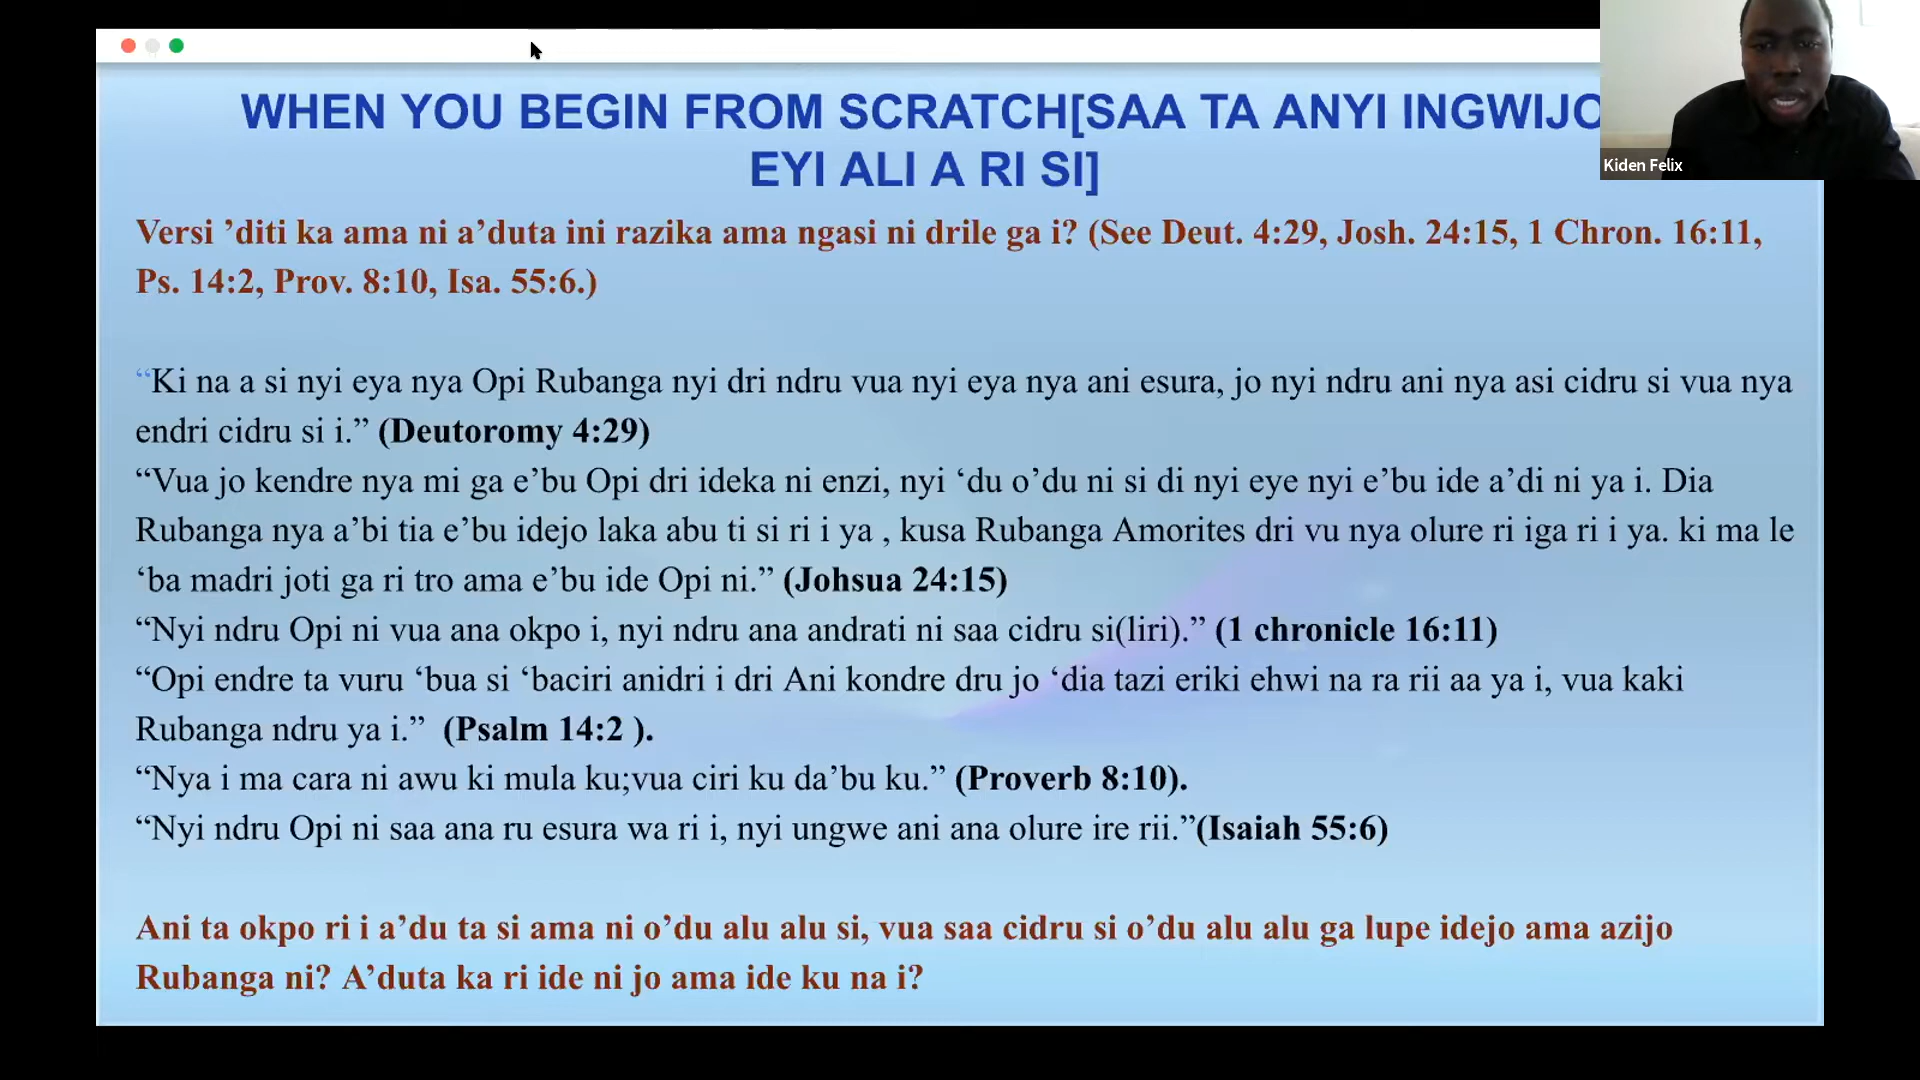 WHEN YOU BEGIN FROM SCRATCH[SAA TA ANYI INGWIJO
EYI ALI A RI SI]
Kiden Felix
Versi ’diti ka ama ni a’duta ini razika ama ngasi ni drile ga i? (See Deut. 4:29, Josh. 24:15, 1 Chron. 16:11,
Ps. 14:2, Prov. 8:10, Isa. 55:6.)
“Ki na a si nyi eya nya Opi Rubanga nyi dri ndru vua nyi eya nya ani esura, jo nyi ndru ani nya asi cidru si vua nya
endri cidru si i.” (Deutoromy 4:29)
“Vua jo kendre nya mi ga e’bu Opi dri ideka ni enzi, nyi ‘du o’du ni si di nyi eye nyi e’bu ide a’di ni ya i. Dia
Rubanga nya a’bi tia e’bu idejo laka abu ti si ri i ya , kusa Rubanga Amorites dri vu nya olure ri iga ri i ya. ki ma le
‘ba madri joti ga ri tro ama e’bu ide Opi ni.” (Johsua 24:15)
“Nyi ndru Opi ni vua ana okpo i, nyi ndru ana andrati ni saa cidru si(liri).” (1 chronicle 16:11)
“Opi endre ta vuru ‘bua si ‘baciri anidri i dri Ani kondre dru jo ‘dia tazi eriki ehwi na ra rii aa ya i, vua kaki
Rubanga ndru ya i.” (Psalm 14:2 ).
“Nya i ma cara ni awu ki mula ku;vua ciri ku da’bu ku.” (Proverb 8:10).
“Nyi ndru Opi ni saa ana ru esura wa ri i, nyi ungwe ani ana olure ire rii.”(Isaiah 55:6)
Ani ta okpo ri i a’du ta si ama ni o’du alu alu si, vua saa cidru si o’du alu alu ga lupe idejo ama azijo
Rubanga ni? A’duta ka ri ide ni jo ama ide ku na i?